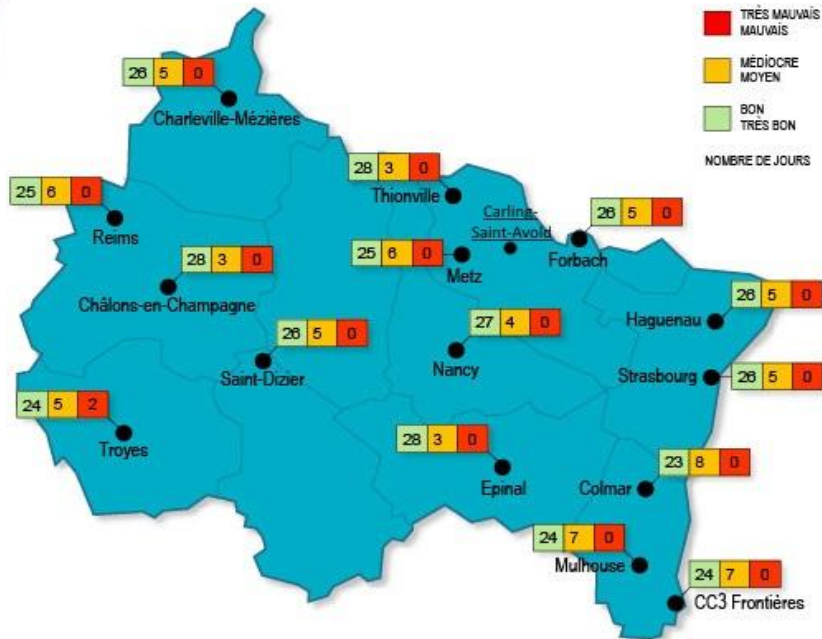 TRÈS MAUVAIS
MAUVAIS
MÉDIOCRE
MOYEN
BON
TRÈS BON
NOMBRE DE JOURS
26 5 0
Charleville-Mézières
28 3 0
Thionville
25 6 0
Reims
Carling-
Saint-Avold
26 5 0
Forbach
25 6 0
Metz
28 3 0
Châlons-en-Champagne
26 5 0
Haguenau
27 4 0
Nancy
26 5 0
Saint-Dizier
Strasbourg
26 5 0
24 5 2
Troyes
28 3 0
Epinal
23 8 0
Colmar
24 7 0
Mulhouse
24 7 0
CC3 Frontières